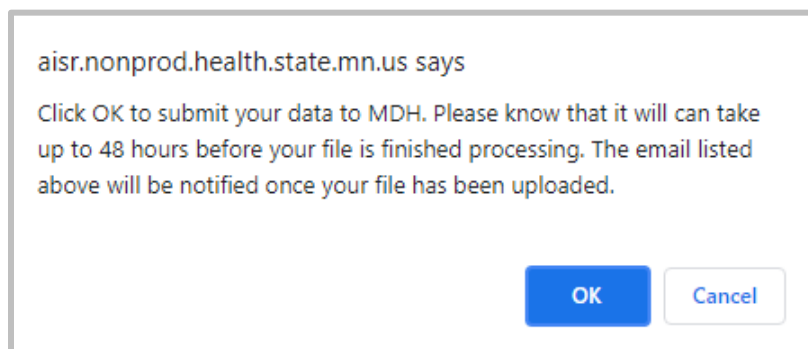 aisr.nonprod.health.state.mn.us says
Click OK to submit your data to MDH. Please know that it will can take
up to 48 hours before your file is finished processing. The email listed
above will be notified once your file has been uploaded.
OK Cancel